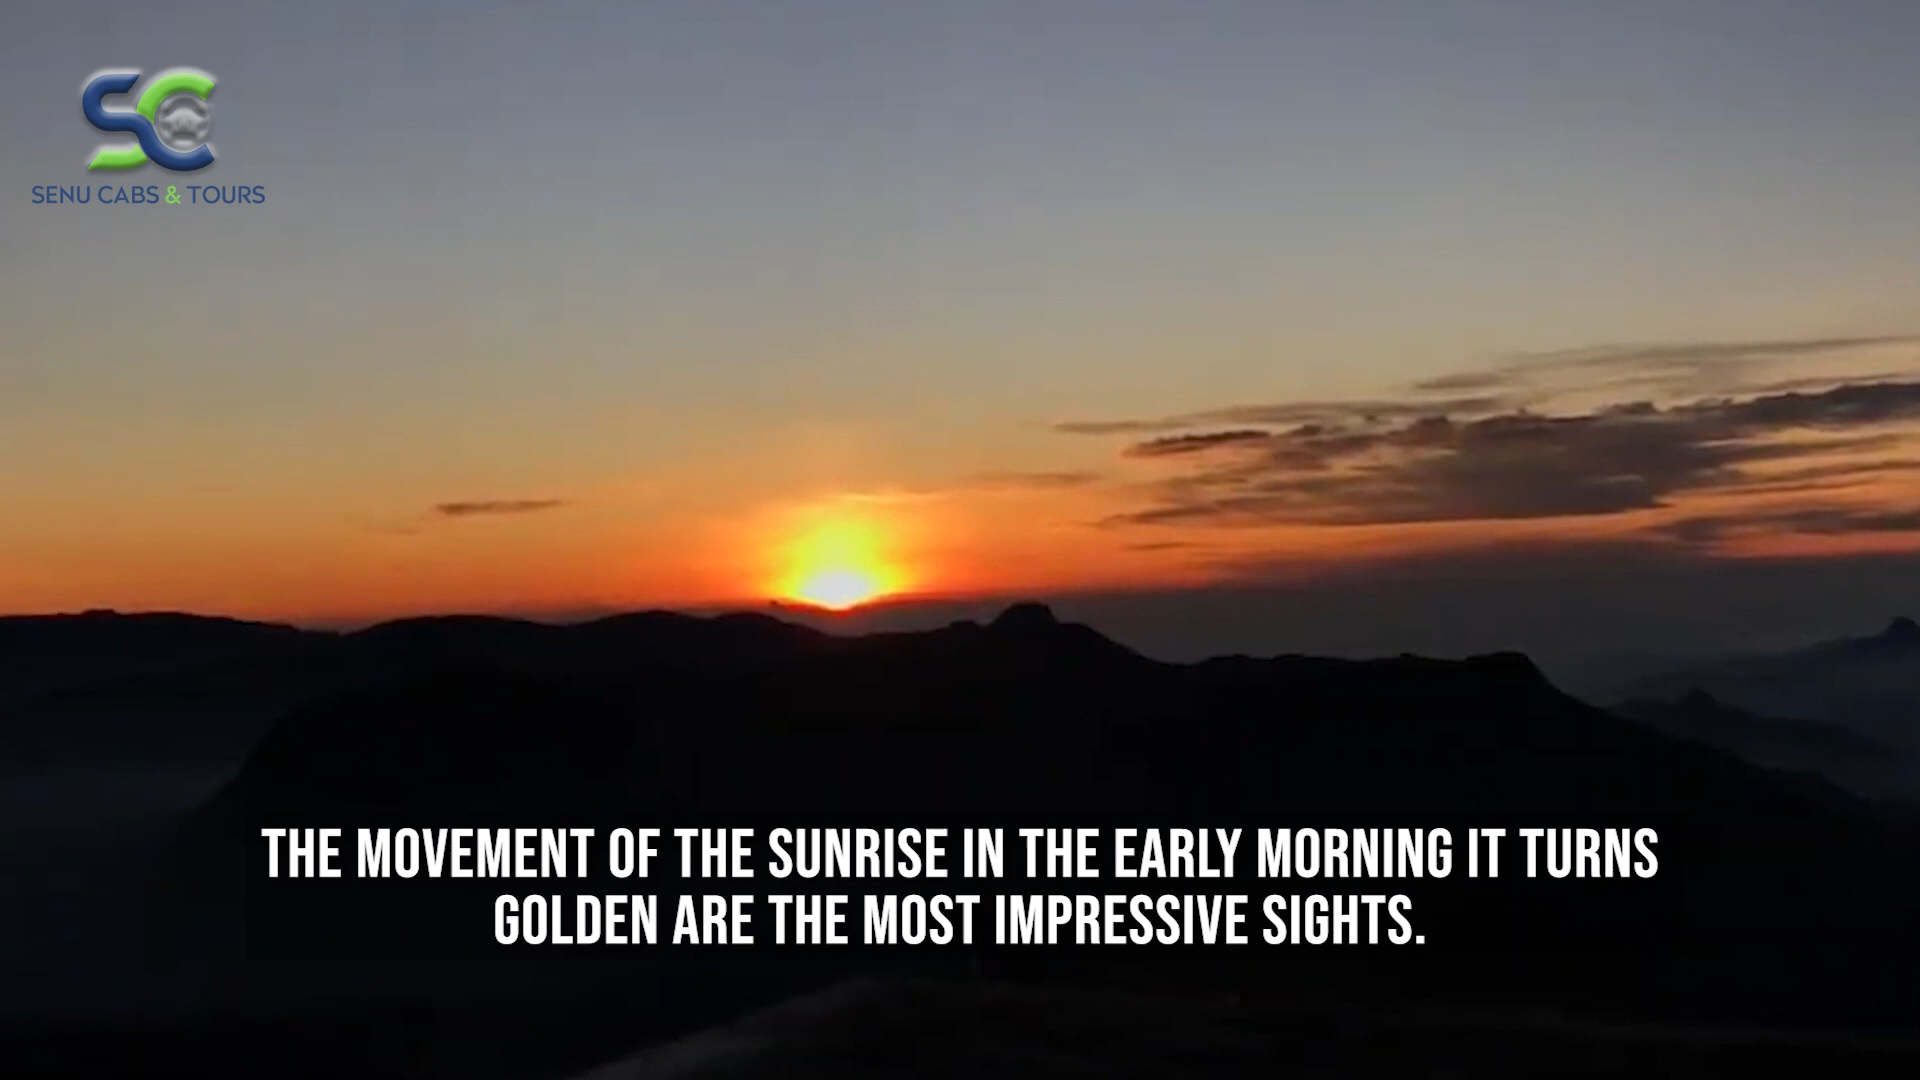 SC
SENU CABS & TOURS
THE MOVEMENT OF THE SUNRISE IN THE EARLY MORNING IT TURNS
GOLDEN ARE THE MOST IMPRESSIVE SIGHTS.